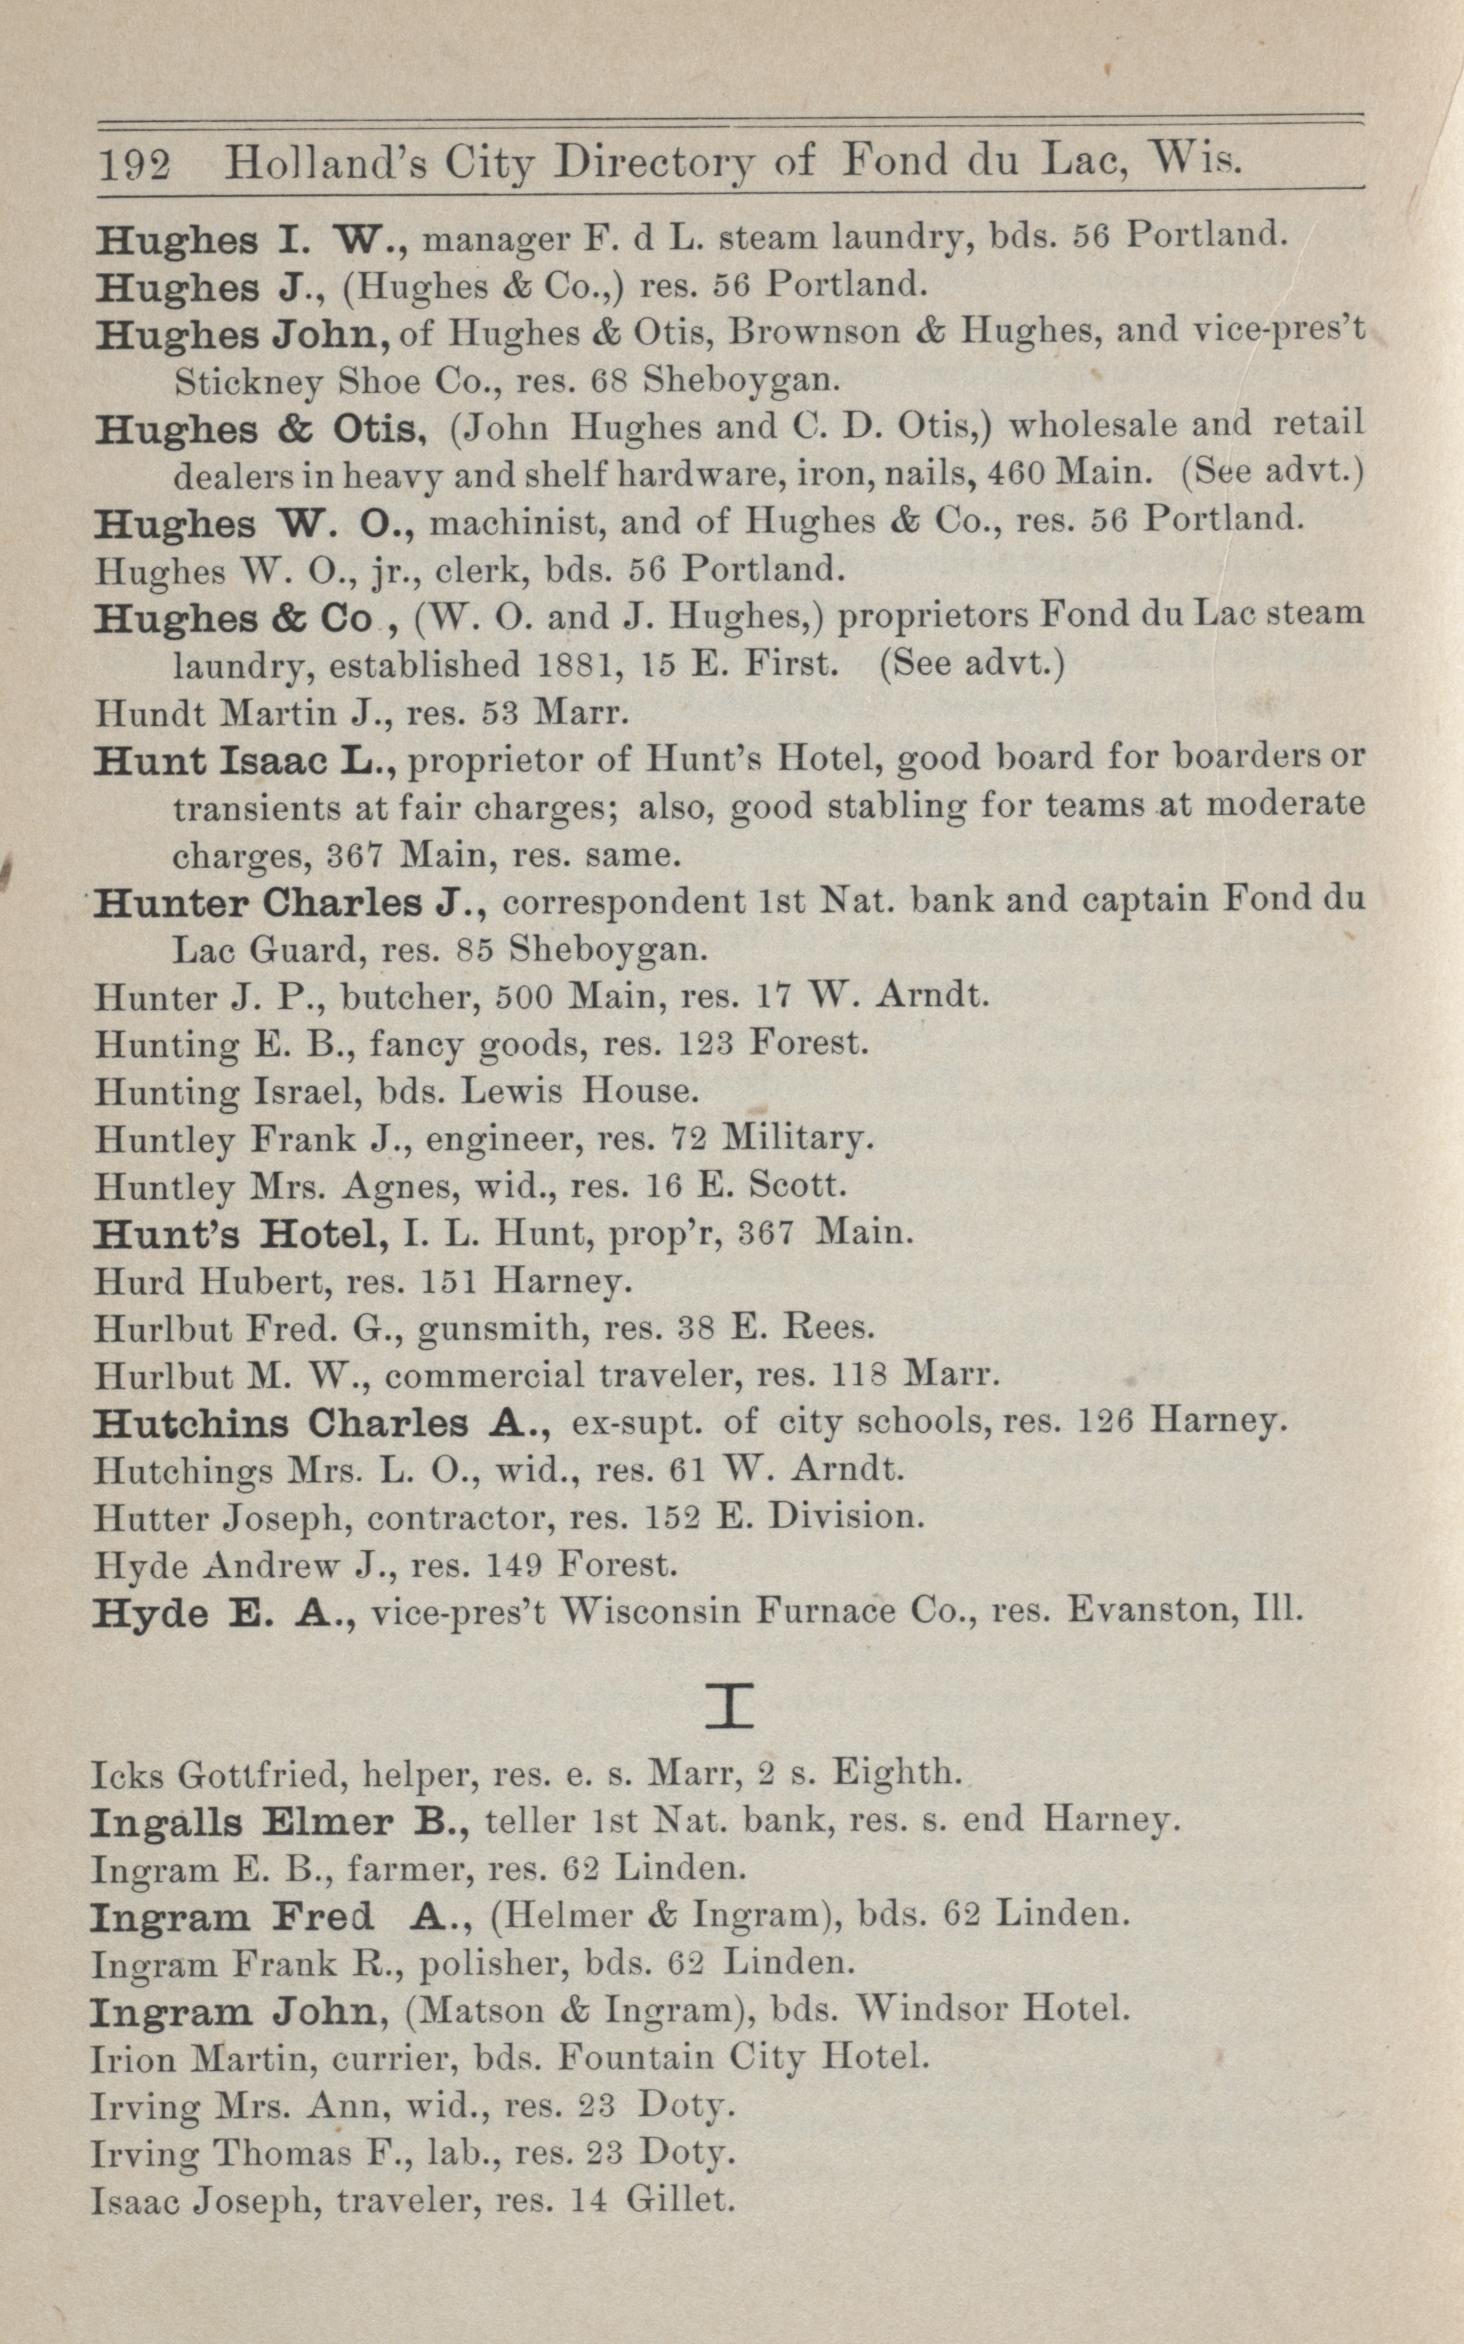 192 Holland's City Directory of Fond du Lac, Wis.
Hughes I. W., manager F. d L. steam laundry, bds. 56 Portland.
Hughes J., (Hughes & Co.,) res. 56 Portland.
Hughes John, of Hughes & Otis, Brownson & Hughes, and vice-pres't
Stickney Shoe Co., res. 68 Sheboygan.
Hughes & Otis, (John Hughes and C. D. Otis,) wholesale and retail
dealers in heavy and shelf hardware, iron, nails, 460 Main. (See advt.)
Hughes W. O., machinist, and of Hughes & Co., res. 56 Portland.
Hughes W. O., jr., clerk, bds. 56 Portland.
Hughes & Co., (W. O. and J. Hughes,) proprietors Fond du Lac steam
laundry, established 1881, 15 E. First. (See advt.)
Hundt Martin J., res. 53 Marr.
Hunt Isaac L., proprietor of Hunt's Hotel, good board for boarders or
transients at fair charges; also, good stabling for teams at moderate
charges, 367 Main, res. same.
Hunter Charles J., correspondent 1st Nat. bank and captain Fond du
Lac Guard, res. 85 Sheboygan.
Hunter J. P., butcher, 500 Main, res. 17 W. Arndt.
Hunting E. B., fancy goods, res. 123 Forest.
Hunting Israel, bds. Lewis House.
Huntley Frank J., engineer, res. 72 Military.
Huntley Mrs. Agnes, wid., res. 16 E. Scott.
Hunt's Hotel, I. L. Hunt, prop'r, 367 Main.
Hurd Hubert, res. 151 Harney.
Hurlbut Fred. G., gunsmith, res. 38 E. Rees.
Hurlbut M. W., commercial traveler, res. 118 Marr.
Hutchins Charles A., ex-supt. of city schools, res. 126 Harney.
Hutchings Mrs. L. O., wid., res. 61 W. Arndt.
Hutter Joseph, contractor, res. 152 E. Division.
Hyde Andrew J., res. 149 Forest.
Hyde E. A., vice-pres't Wisconsin Furnace Co., res. Evanston, Ill.
I
Icks Gottfried, helper, res. e. s. Marr, 2 s. Eighth.
Ingalls Elmer B., teller 1st Nat. bank, res. s. end Harney.
Ingram E. B., farmer, res. 62 Linden.
Ingram Fred A., (Helmer & Ingram), bds. 62 Linden.
Ingram Frank R., polisher, bds. 62 Linden.
Ingram John, (Matson & Ingram), bds. Windsor Hotel.
Irion Martin, currier, bds. Fountain City Hotel.
Irving Mrs. Ann, wid., res. 23 Doty.
Irving Thomas F., lab., res. 23 Doty.
Isaac Joseph, traveler, res. 14 Gillet.